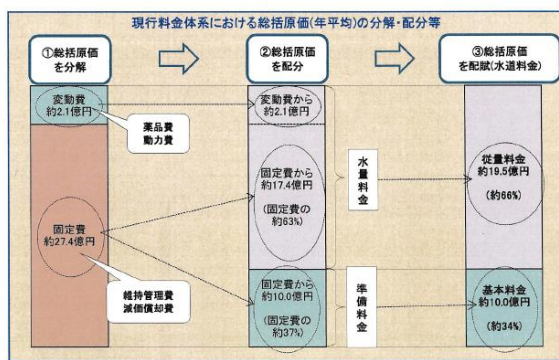 現行料金体系における総括原価(年平均)の分解・配分等
①総括原価
を分解
②総括原価
を配分
③総括原価
を配賦(水道料金)
変動費
約2.1億円
薬品費
動力費
固定費
約27.4億円
維持管理費
減価償却費
変動費から
約2.1億円
固定費から
約17.4億円
(固定費の
約63%)
固定費から
約10.0億円
(固定費の
約37%)
水量料金
準備料金
従量料金
約19.5億円
(約66%)
基本料金
約10.0億円
(約34%)